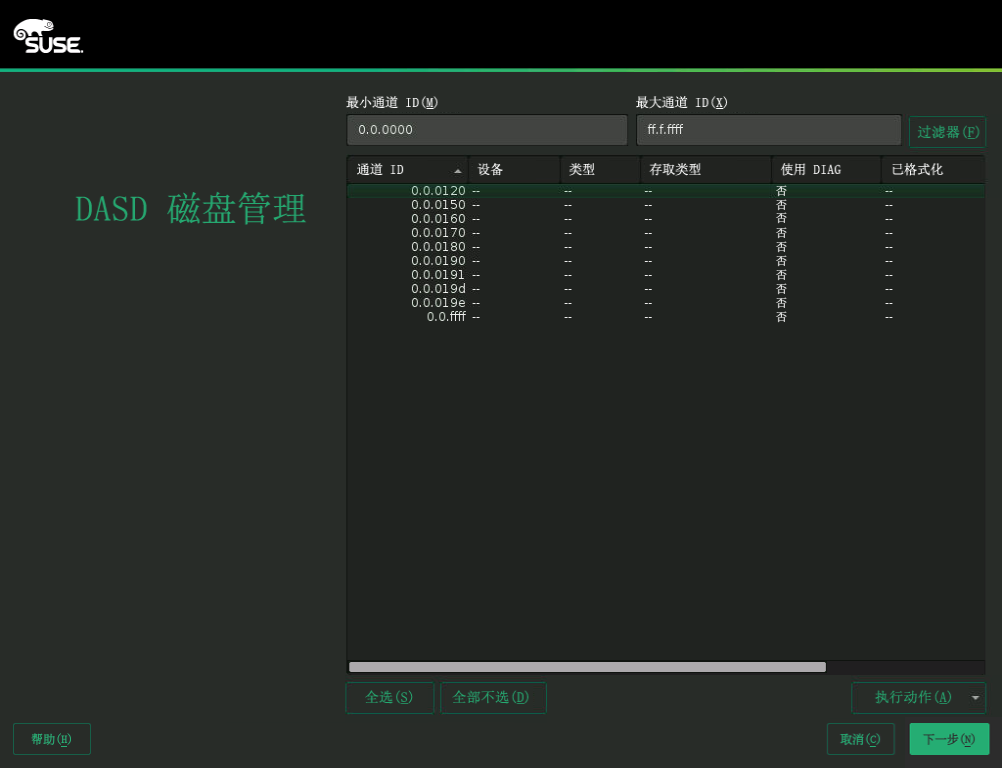 SUSE.
最小通道 ID(M) 最大通道 ID(X)
0.0.0000 ff.f.ffff 过滤器(F)
DASD 磁盘管理
通道 ID 设备 类型 存取类型 使用 DIAG 已格式化
0.0.0120 -- -- -- 否 --
0.0.0150 -- -- -- 否 --
0.0.0160 -- -- -- 否 --
0.0.0170 -- -- -- 否 --
0.0.0180 -- -- -- 否 --
0.0.0190 -- -- -- 否 --
0.0.0191 -- -- -- 否 --
0.0.019d -- -- -- 否 --
0.0.019e -- -- -- 否 --
0.0.ffff -- -- -- 否 --
全选(S) 全部不选(D) 执行动作(A)
帮助(H) 取消(C) 下一步(N)